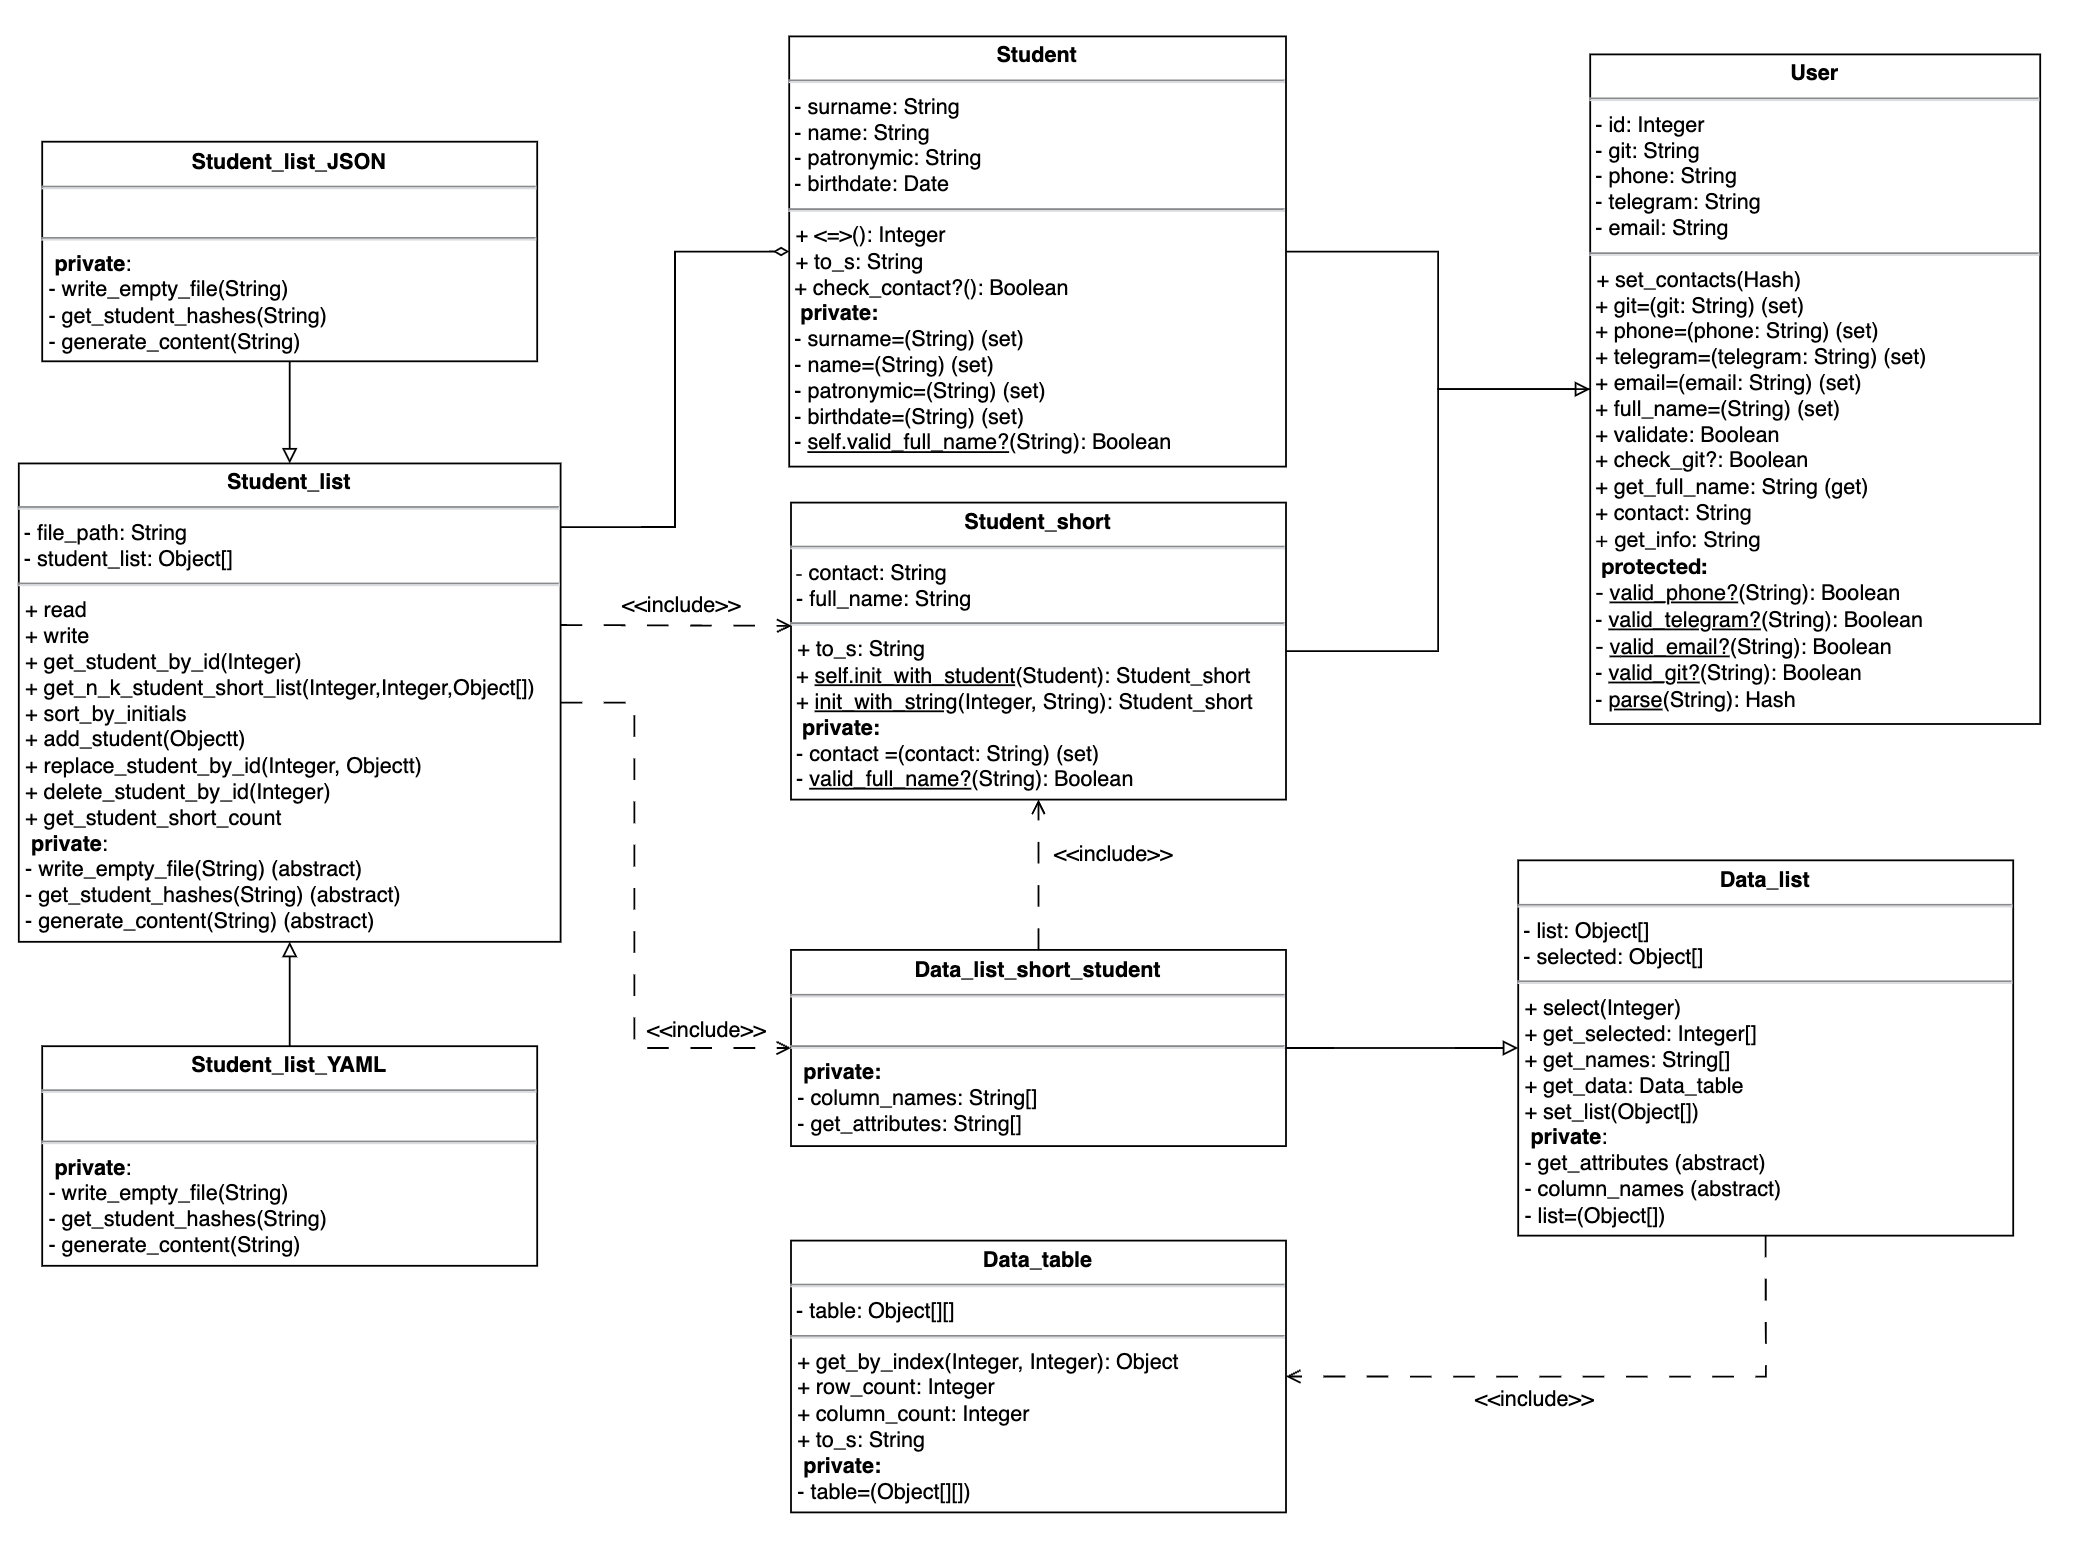 Student
- surname: String
- name: String
- patronymic: String
- birthdate: Date
+ <=>(): Integer
+ to_s: String
+ check_contact?(): Boolean
private:
- surname=(String) (set)
- name=(String) (set)
- patronymic=(String) (set)
- birthdate=(String) (set)
- self.valid_full_name?(String): Boolean
User
- id: Integer
- git: String
- phone: String
- telegram: String
- email: String
+ set_contacts(Hash)
+ git=(git: String) (set)
+ phone=(phone: String) (set)
+ telegram=(telegram: String) (set)
+ email=(email: String) (set)
+ full_name=(String) (set)
+ validate: Boolean
+ check_git?: Boolean
+ get_full_name: String (get)
+ contact: String
+ get_info: String
protected:
- valid_phone?(String): Boolean
- valid_telegram?(String): Boolean
- valid_email?(String): Boolean
- valid_git?(String): Boolean
- parse(String): Hash
Student_list_JSON
private:
- write_empty_file(String)
- get_student_hashes(String)
- generate_content(String)
Student_list
- file_path: String
- student_list: Object[]
+ read
+ write
+ get_student_by_id(Integer)
+ get_n_k_student_short_list(Integer,Integer,Object[])
+ sort_by_initials
+ add_student(Objectt)
+ replace_student_by_id(Integer, Objectt)
+ delete_student_by_id(Integer)
+ get_student_short_count
private:
- write_empty_file(String) (abstract)
- get_student_hashes(String) (abstract)
- generate_content(String) (abstract)
<<include>>
Student_short
- contact: String
- full_name: String
+ to_s: String
+ self.init_with_student(Student): Student_short
+ init_with_string(Integer, String): Student_short
private:
- contact =(contact: String) (set)
- valid_full_name?(String): Boolean
<<include>>
Data_list
- list: Object[]
- selected: Object[]
+ select(Integer)
+ get_selected: Integer[]
+ get_names: String[]
+ get_data: Data_table
+ set_list(Object[])
private:
- get_attributes (abstract)
- column_names (abstract)
- list=(Object[])
<<include>>
Data_list_short_student
private:
- column_names: String[]
- get_attributes: String[]
Student_list_YAML
private:
- write_empty_file(String)
- get_student_hashes(String)
- generate_content(String)
Data_table
- table: Object[][]
+ get_by_index(Integer, Integer): Object
+ row_count: Integer
+ column_count: Integer
+ to_s: String
private:
- table=(Object[][])
<<include>>